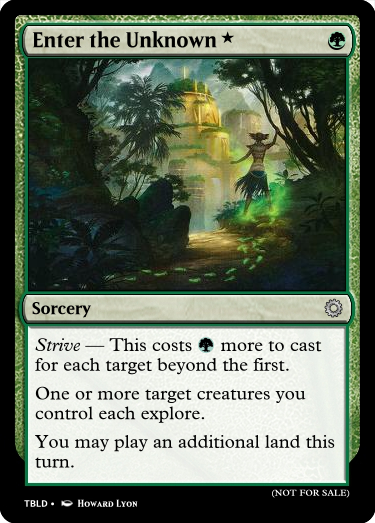 Enter the Unknown ★
Sorcery
Strive — This costs more to cast
for each target beyond the first.
One or more target creatures you
control each explore.
You may play an additional land this
turn.
(NOT FOR SALE)
TBLD • Howard Lyon